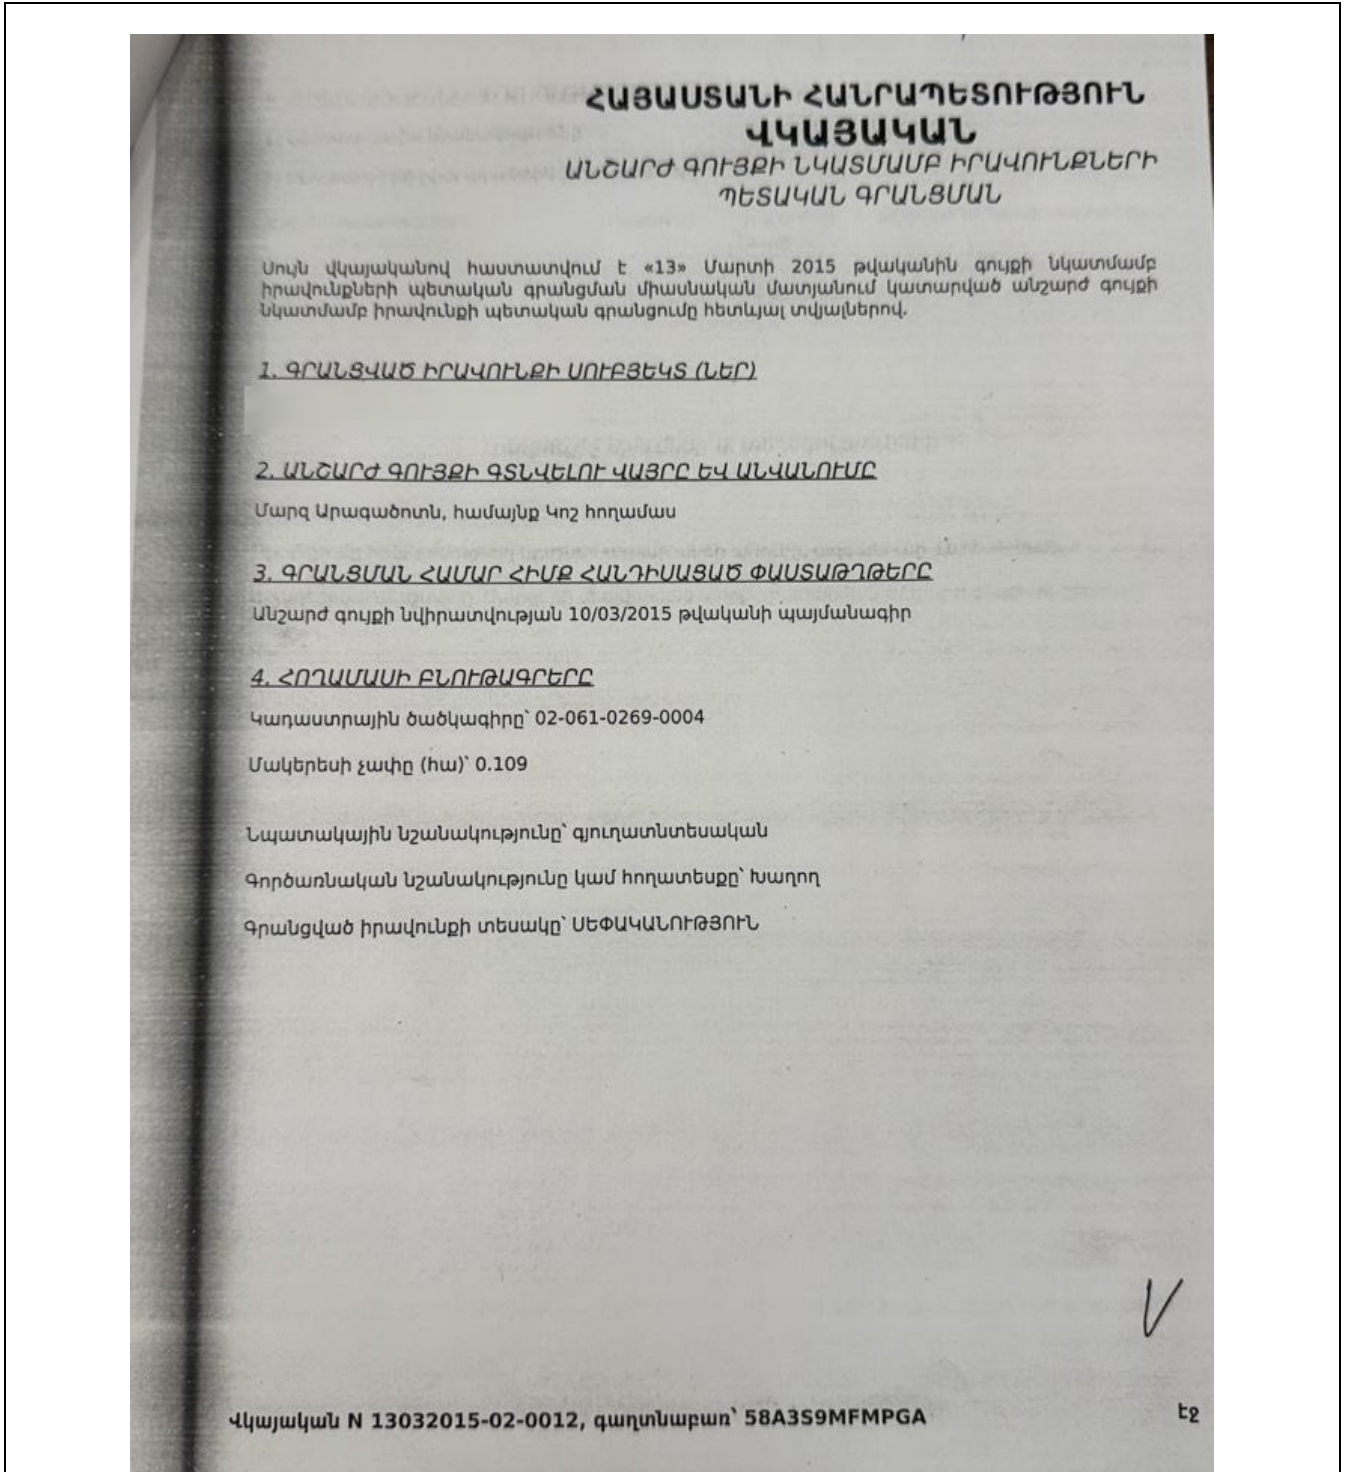 ՀԱՅԱՍՏԱՆԻ ՀԱՆՐԱՊԵՏՈՒԹՅՈՒՆ
ՎԿԱՅԱԿԱՆ
ԱՆՇԱՐԺ ԳՈՒՅՔԻ ՆԿԱՏՄԱՄԲ ԻՐԱՎՈՒՆՔՆԵՐԻ
ՊԵՏԱԿԱՆ ԳՐԱՆՑՄԱՆ
Սույն վկայականով հաստատվում է «13» Մարտի 2015 թվականին գույքի նկատմամբ
իրավունքների պետական գրանցման միասնական մատյանում կատարված անշարժ գույքի
նկատմամբ իրավունքի պետական գրանցումը հետևյալ տվյալներով.
1. ԳՐԱՆՑՎԱԾ ԻՐԱՎՈՒՆՔԻ ՍՈՒԲՅԵԿՏ (ՆԵՐ)
2. ԱՆՇԱՐԺ ԳՈՒՅՔԻ ԳՏՆՎԵԼՈՒ ՎԱՅՐԸ ԵՎ ԱՆՎԱՆՈՒՄԸ
Մարզ Արագածոտն, համայնք Կոշ հողամաս
3. ԳՐԱՆՑՄԱՆ ՀԱՄԱՐ ՀԻՄՔ ՀԱՆԴԻՍԱՑԱԾ ՓԱՍՏԱԹՂԹԵՐԸ
Անշարժ գույքի նվիրատվության 10/03/2015 թվականի պայմանագիր
4. ՀՈՂԱՄԱՍԻ ԲՆՈՒԹԱԳՐԵՐԸ
Կադաստրային ծածկագիրը՝ 02-061-0269-0004
Մակերեսի չափը (հա)՝ 0.109
Նպատակային նշանակությունը՝ գյուղատնտեսական
Գործառնական նշանակությունը կամ հողատեսքը՝ Խաղող
Գրանցված իրավունքի տեսակը՝ ՍԵՓԱԿԱՆՈՒԹՅՈՒՆ
Վկայական N 13032015-02-0012, գաղտնաբառ՝ 58A3S9MFMPGA
էջ